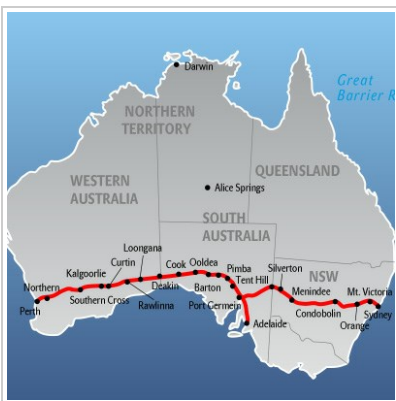 Darwin
Great
Barrier R
NORTHERN
TERRITORY
QUEENSLAND
WESTERN
AUSTRALIA
Alice Springs
SOUTH
AUSTRALIA
Loongana
Curtin
Cook
Ooldea
Pimba
Silverton
Kalgoorlie
Tent Hill
NSW
Northern
Menindee
Mt. Victoria
Deakin
Barton
Southern Cross
Rawlinna
Port Germein
Perth
Condobolin
Sydney
Orange
Adelaide